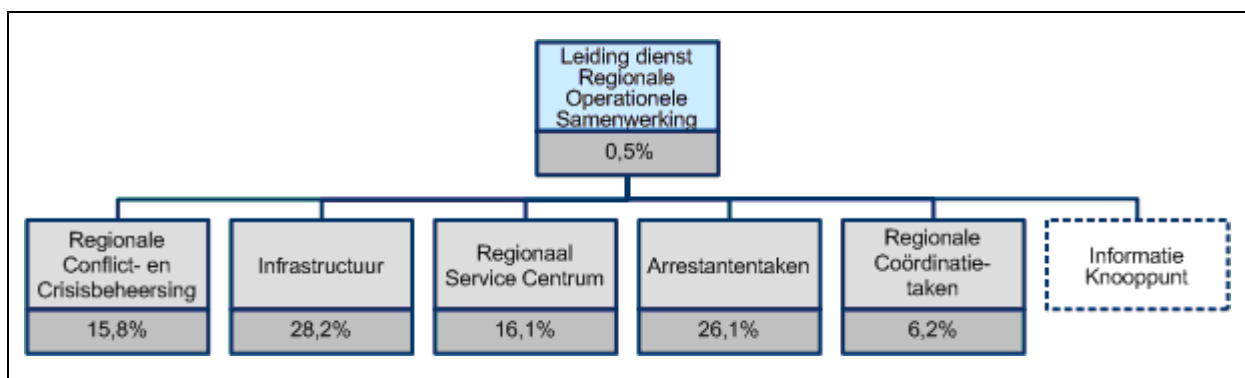 Leiding dienst
Regionale
Operationele
Samenwerking
0,5%
Regionale
Conflict- en
Crisisbeheersing
15,8%
Infrastructuur
28,2%
Regionaal
Service Centrum
16,1%
Arrestantentaken
26,1%
Regionale
Coördinatie-
taken
6,2%
Informatie
Knooppunt